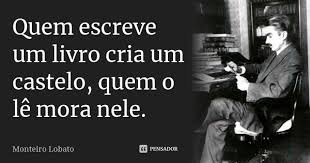 Quem escreve
um livro cria um
castelo, quem o
lê mora nele.
Monteiro Lobato
PENSADOR